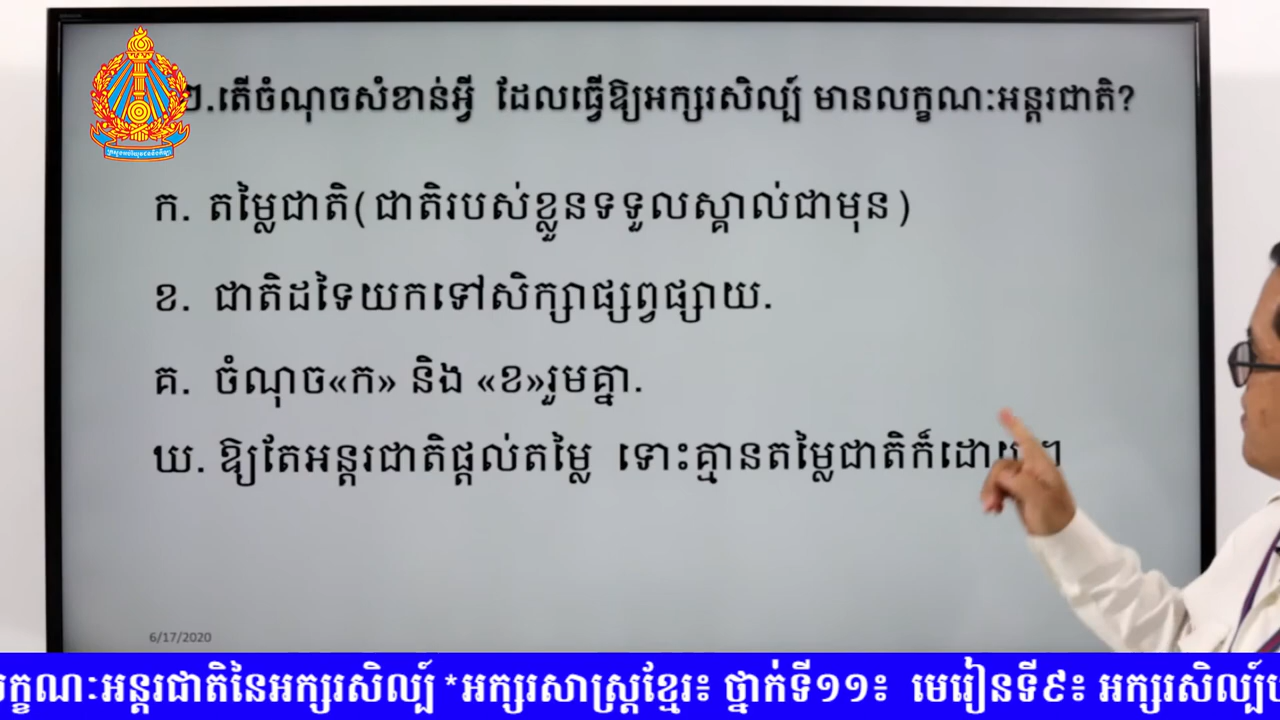 ២.តើចំណុចសំខាន់អ្វី ដែលធ្វើឱ្យអក្សរសិល្ប៍ មានលក្ខណៈអន្តរជាតិ?
ក. តម្លៃជាតិ(ជាតិរបស់ខ្លួនទទួលស្គាល់ជាមុន)
ខ. ជាតិដទៃយកទៅសិក្សាផ្សព្វផ្សាយ.
គ. ចំណុច«ក» និង «ខ»រួមគ្នា.
ឃ. ឱ្យតែអន្តរជាតិផ្តល់តម្លៃ ទោះគ្មានតម្លៃជាតិក៏ដោយ។
6/17/2020
លក្ខណៈអន្តរជាតិនៃអក្សរសិល្ប៍ *អក្សរសាស្ត្រខ្មែរ៖ ថ្នាក់ទី១១៖ មេរៀនទី៩៖ អក្សរសិល្ប៍